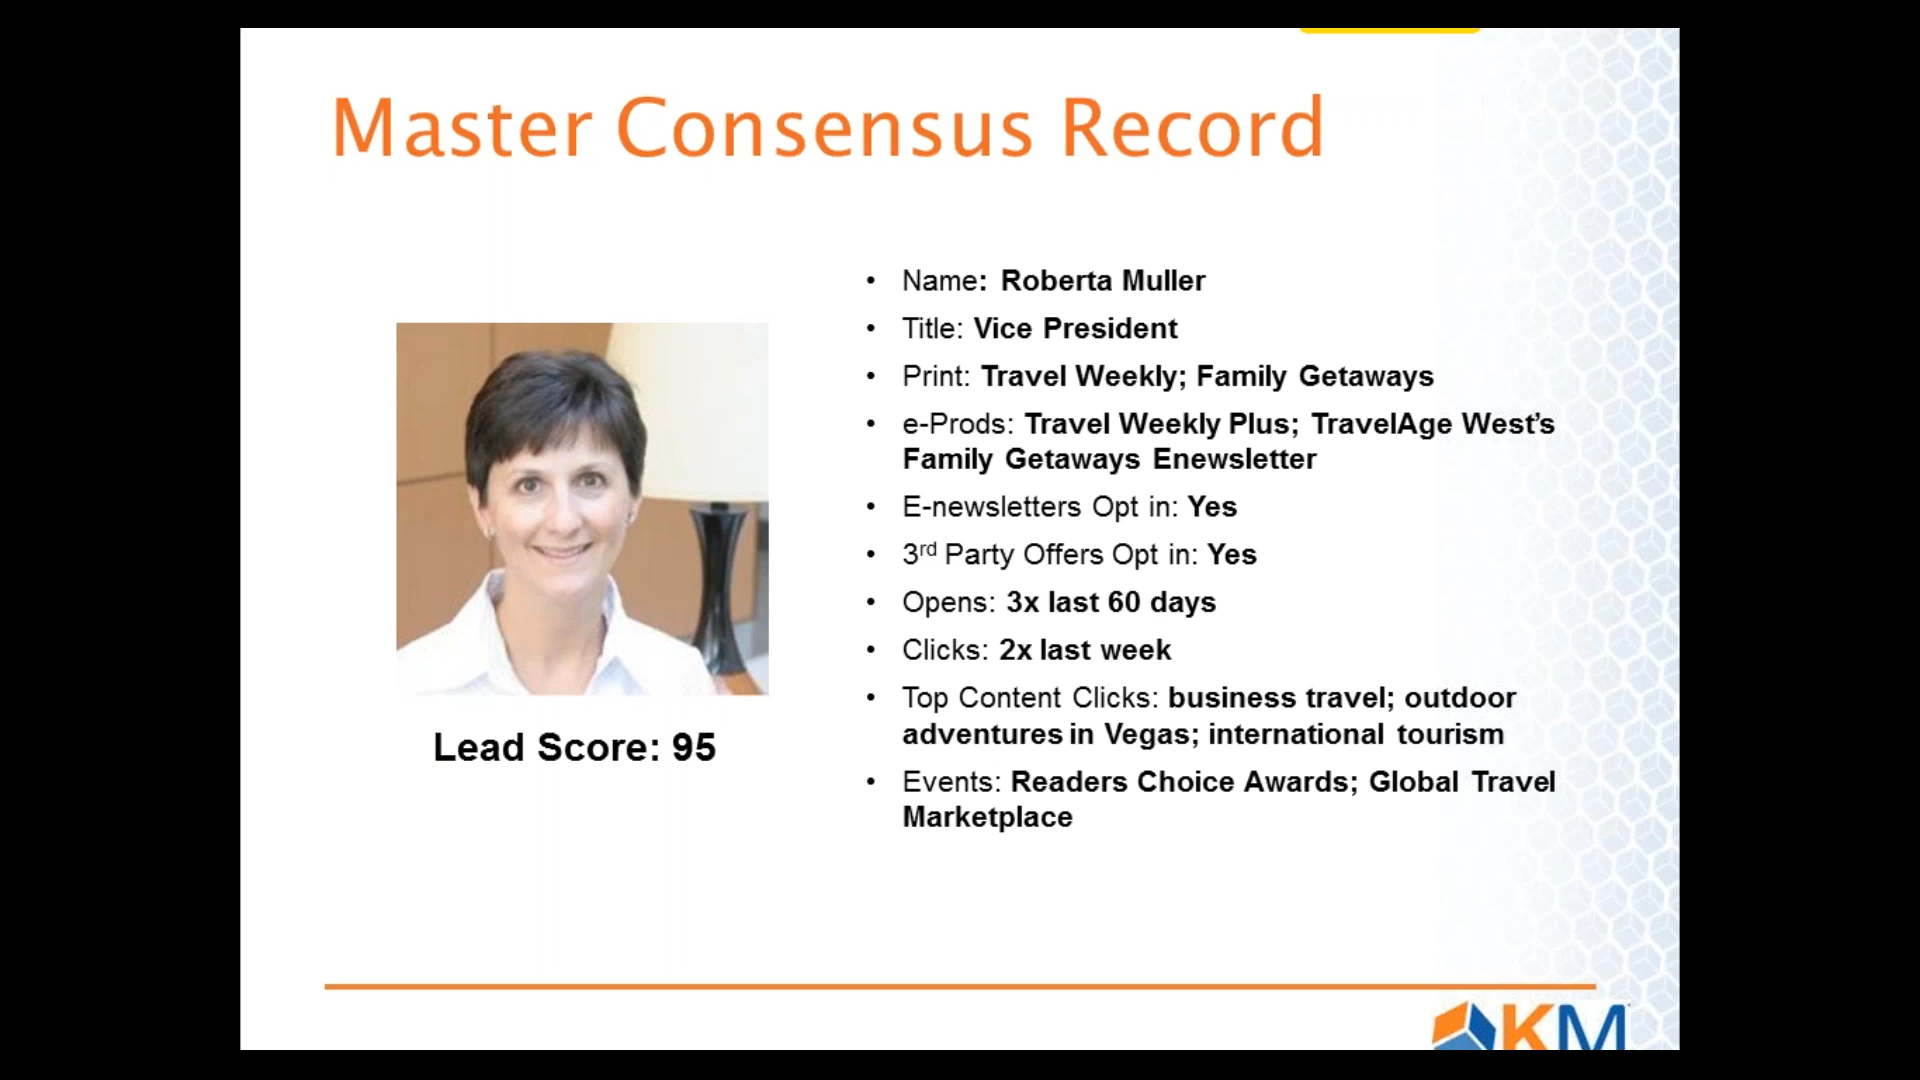 Master Consensus Record
• Name: Roberta Muller
• Title: Vice President
• Print: Travel Weekly; Family Getaways
• e-Prods: Travel Weekly Plus; TravelAge West’s
Family Getaways Enewsletter
• E-newsletters Opt in: Yes
• 3rd Party Offers Opt in: Yes
• Opens: 3x last 60 days
• Clicks: 2x last week
• Top Content Clicks: business travel; outdoor
adventures in Vegas; international tourism
• Events: Readers Choice Awards; Global Travel
Marketplace
Lead Score: 95
KM